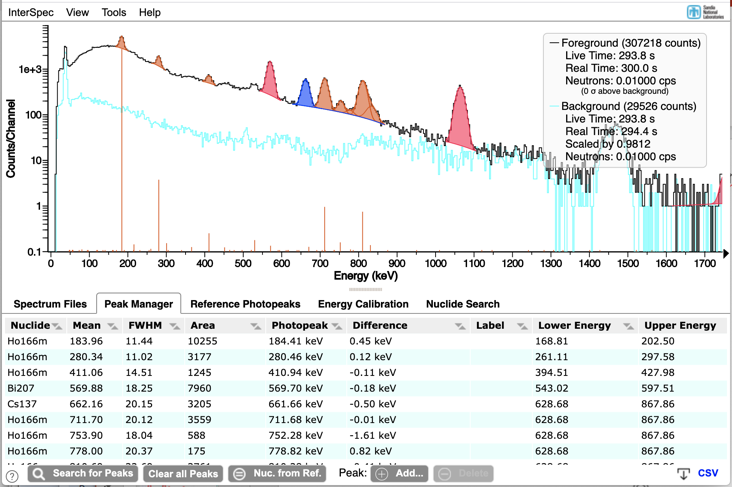 InterSpec View Tools Help
Sandia National Laboratories
Counts/Channel
1e+3
100
10
1
0.1
0 100 200 300 400 500 600 700 800 900 1000 1100 1200 1300 1400 1500 1600 1700
Energy (keV)
Foreground (307218 counts)
Live Time: 293.8 s
Real Time: 300.0 s
Neutrons: 0.01000 cps
(0 σ above background)
Background (29526 counts)
Live Time: 293.8 s
Real Time: 294.4 s
Scaled by 0.9812
Neutrons: 0.01000 cps
Spectrum Files Peak Manager Reference Photopeaks Energy Calibration Nuclide Search
Nuclide Mean FWHM Area Photopeak Difference Label Lower Energy Upper Energy
Ho166m 183.96 11.44 10255 184.41 keV 0.45 keV 168.81 202.50
Ho166m 280.34 11.02 3177 280.46 keV 0.12 keV 261.11 297.58
Ho166m 411.06 14.51 1245 410.94 keV -0.11 keV 394.51 427.98
Bi207 569.88 18.25 7960 569.70 keV -0.18 keV 543.02 597.51
Cs137 662.16 20.15 3205 661.66 keV -0.50 keV 628.68 867.86
Ho166m 711.70 20.12 3559 711.68 keV -0.01 keV 628.68 867.86
Ho166m 753.90 18.04 588 752.28 keV -1.61 keV 628.68 867.86
Ho166m 778.00 20.37 175 778.82 keV 0.82 keV 628.68 867.86
? Search for Peaks Clear all Peaks Nuc. from Ref. Peak: Add... Delete CSV